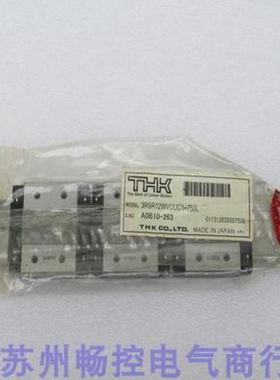 THK
The Mark of Linear Motion
MODEL 3RSR12WVUUC1+750L
LNO A0B10-263 011312025007500
THK CO., LTD. MADE IN JAPAN
苏州畅控电气商行